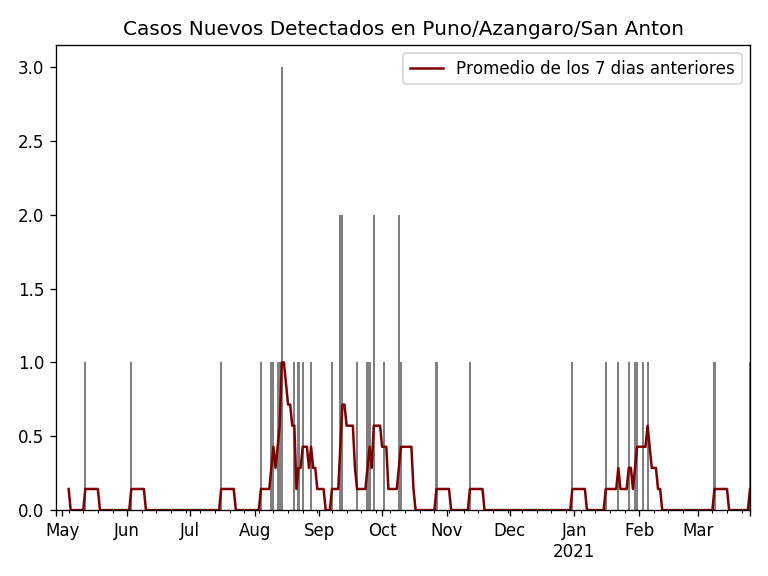 Casos Nuevos Detectados en Puno/Azangaro/San Anton
Promedio de los 7 dias anteriores
3.0
2.5
2.0
1.5
1.0
0.5
0.0
May Jun Jul Aug Sep Oct Nov Dec Jan Feb Mar
2021